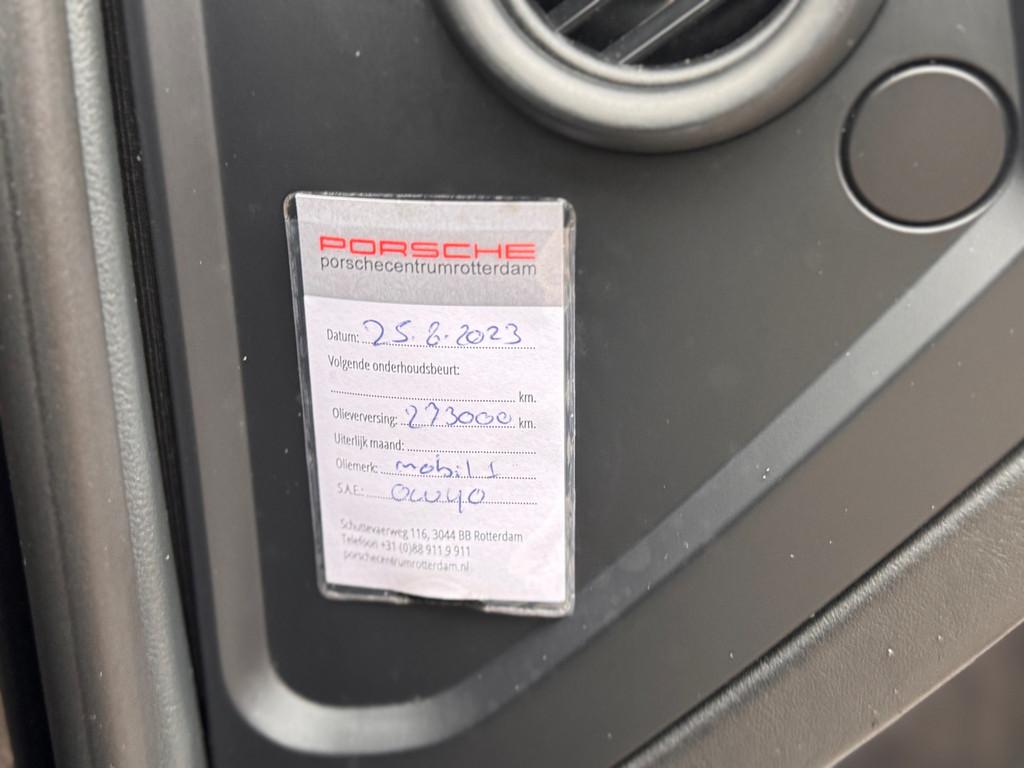 PORSCHE
porschecentrumrotterdam
Datum: 25.8.2023
Volgende onderhoudsbeurt:
km.
Olieverversing: 273000 km.
Uiterlijk maand:
Oliemerk: mobil 1
S.A.E.: 0W40
Schuttevaerweg 116, 3044 BB Rotterdam
Telefoon +31 (0)88 911 9 911
porschecentrumrotterdam.nl